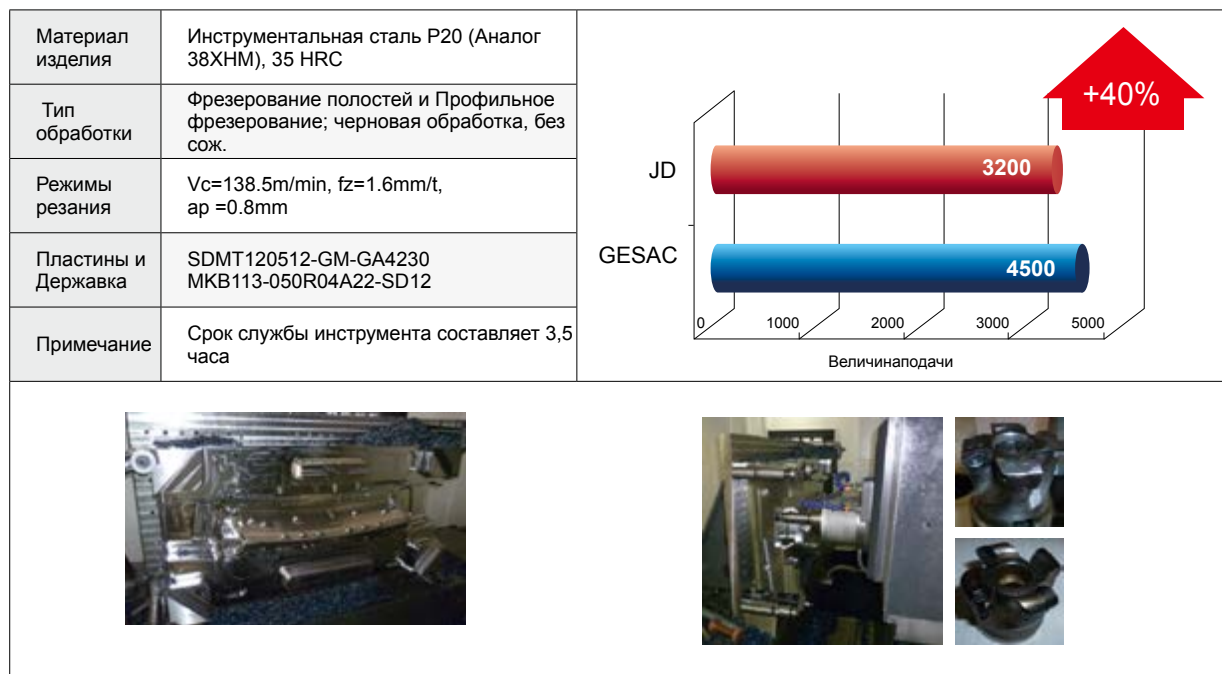 Материал
изделия
Инструментальная сталь P20 (Аналог
38ХНМ), 35 HRC
Тип
обработки
Фрезерование полостей и Профильное
фрезерование; черновая обработка, без
сож.
Режимы
резания
Vc=138.5m/min, fz=1.6mm/t,
ap =0.8mm
Пластины и
Державка
SDMT120512-GM-GA4230
MKB113-050R04A22-SD12
Примечание
Срок службы инструмента составляет 3,5
часа
+40%
JD
3200
GESAC
4500
0 1000 2000 3000 5000
Величинаподачи